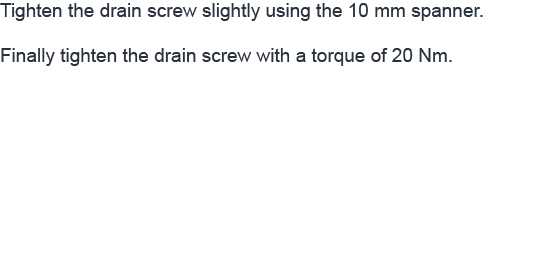 Tighten the drain screw slightly using the 10 mm spanner.
Finally tighten the drain screw with a torque of 20 Nm.